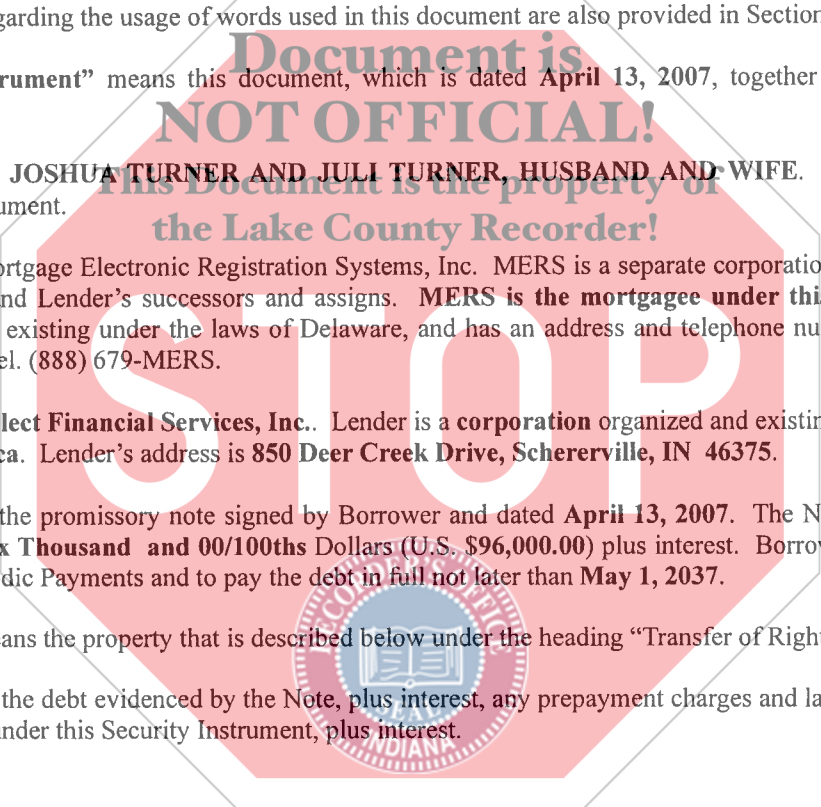 garding the usage of words used in this document are also provided in Section
Document is
rument” means this document, which is dated April 13, 2007, together
NOT OFFICIAL!
JOSHUA TURNER AND JULI TURNER, HUSBAND AND WIFE.
This Document is the property of
ument.
the Lake County Recorder!
ortgage Electronic Registration Systems, Inc. MERS is a separate corporatio
nd Lender’s successors and assigns. MERS is the mortgagee under thi
existing under the laws of Delaware, and has an address and telephone nu
el. (888) 679-MERS.
STOP
lect Financial Services, Inc.. Lender is a corporation organized and existin
ca. Lender’s address is 850 Deer Creek Drive, Schererville, IN 46375.
the promissory note signed by Borrower and dated April 13, 2007. The N
x Thousand and 00/100ths Dollars (U.S. $96,000.00) plus interest. Borrow
dic Payments and to pay the debt in full not later than May 1, 2037.
RECORDER'S OFFICE
eans the property that is described below under the heading “Transfer of Righ
the debt evidenced by the Note, plus interest, any prepayment charges and la
under this Security Instrument, plus interest.
SEAL
INDIANA